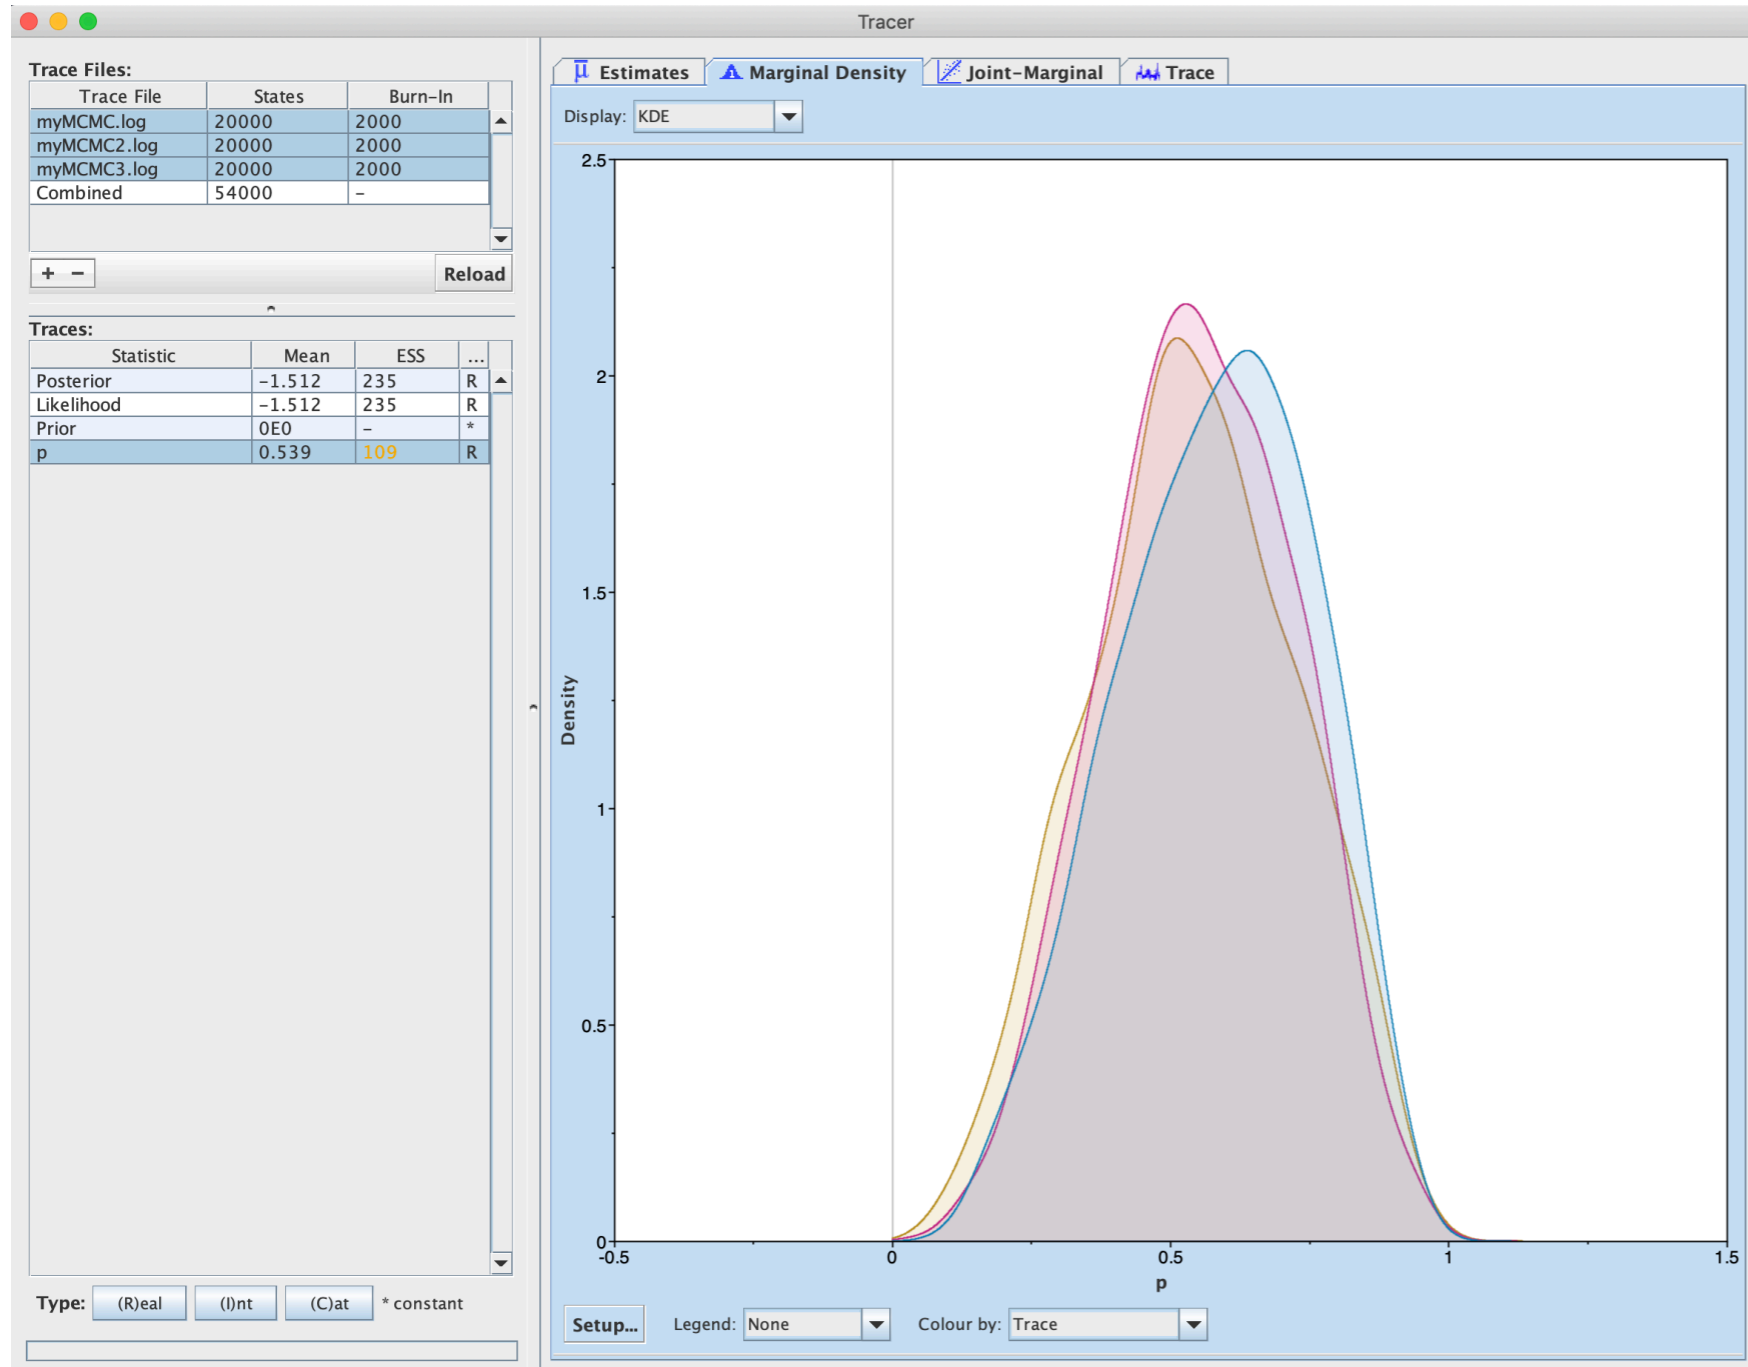 Tracer
Trace Files:
Trace File States Burn-In
myMCMC.log 20000 2000
myMCMC2.log 20000 2000
myMCMC3.log 20000 2000
Combined 54000 -
+ -
Reload
Traces:
Statistic Mean ESS ...
Posterior -1.512 235 R
Likelihood -1.512 235 R
Prior 0E0 - *
p 0.539 109 R
Type: (R)eal (I)nt (C)at * constant
Estimates Marginal Density Joint-Marginal Trace
Display: KDE
2.5
2
1.5
1
0.5
0
Density
-0.5 0 0.5 1 1.5
p
Setup... Legend: None Colour by: Trace